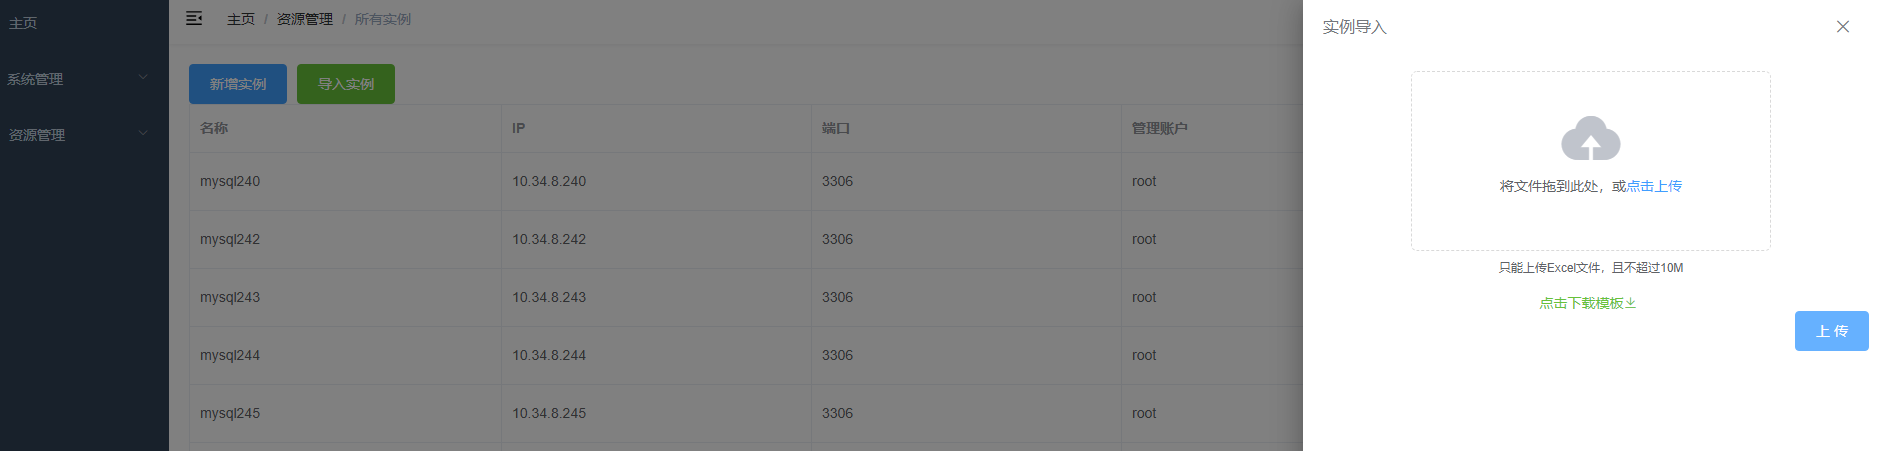 主页
系统管理
资源管理
主页 / 资源管理 / 所有实例
新增实例 导入实例
名称 IP 端口 管理账户
mysql240 10.34.8.240 3306 root
mysql242 10.34.8.242 3306 root
mysql243 10.34.8.243 3306 root
mysql244 10.34.8.244 3306 root
mysql245 10.34.8.245 3306 root
实例导入
将文件拖到此处，或点击上传
只能上传Excel文件，且不超过10M
点击下载模板
上 传